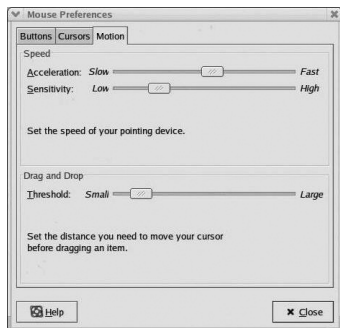 Mouse Preferences
Buttons Cursors Motion
Speed
Acceleration: Slow Fast
Sensitivity: Low High
Set the speed of your pointing device.
Drag and Drop
Threshold: Small Large
Set the distance you need to move your cursor
before dragging an item.
Help Close